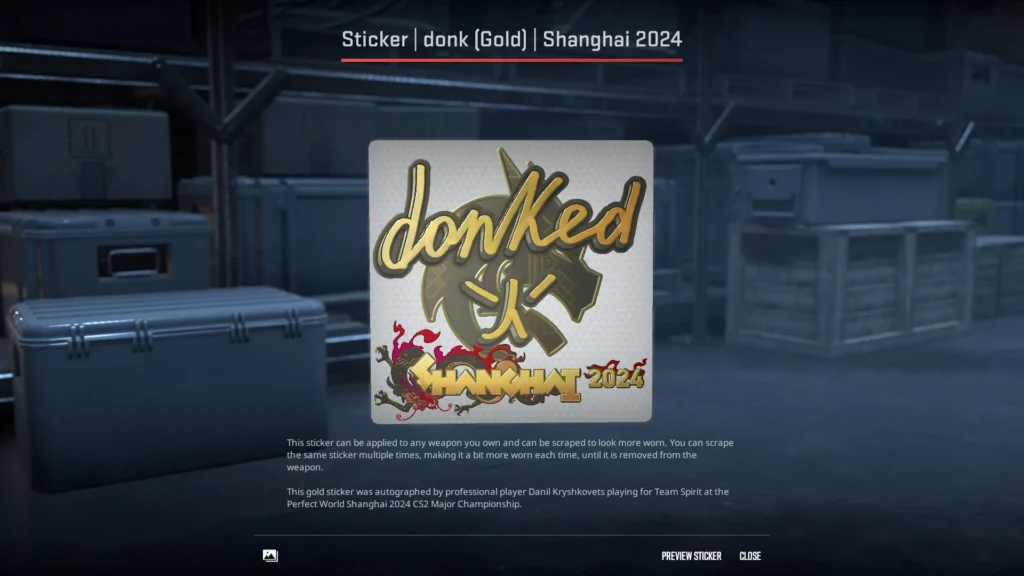 Sticker | donk (Gold) | Shanghai 2024
donked
火
SHANGHAI 2024
This sticker can be applied to any weapon you own and can be scraped to look more worn. You can scrape
the same sticker multiple times, making it a bit more worn each time, until it is removed from the
weapon.
This gold sticker was autographed by professional player Danil Kryshkovets playing for Team Spirit at the
Perfect World Shanghai 2024 CS2 Major Championship.
PREVIEW STICKER CLOSE